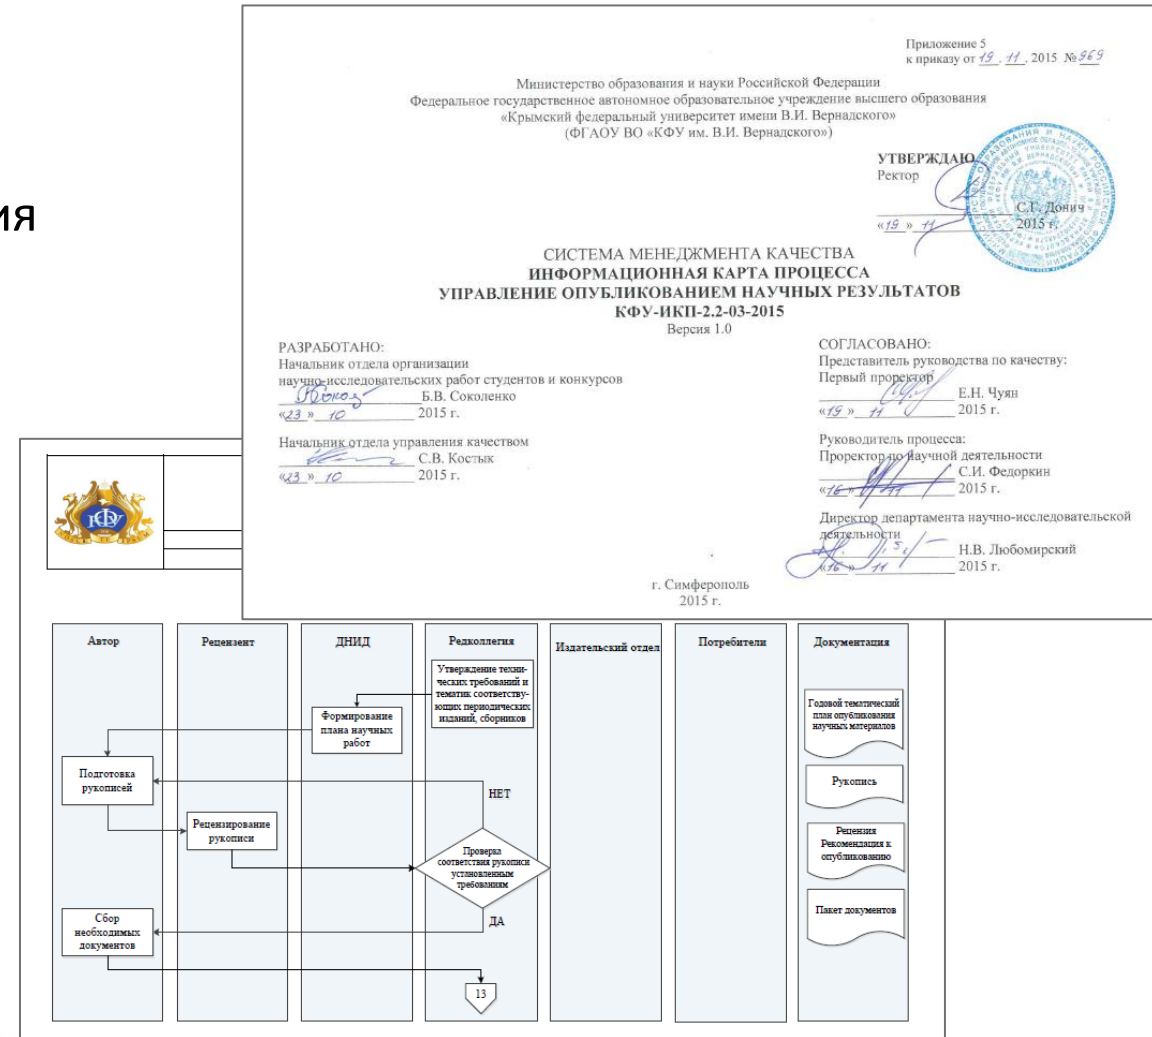 ия
Приложение 5
к приказу от 19 . 11 . 2015 № 969
Министерство образования и науки Российской Федерации
Федеральное государственное автономное образовательное учреждение высшего образования
«Крымский федеральный университет имени В.И. Вернадского»
(ФГАОУ ВО «КФУ им. В.И. Вернадского»)
УТВЕРЖДАЮ
Ректор
С.Г. Донич
«19» 11 2015 г.
СИСТЕМА МЕНЕДЖМЕНТА КАЧЕСТВА
ИНФОРМАЦИОННАЯ КАРТА ПРОЦЕССА
УПРАВЛЕНИЕ ОПУБЛИКОВАНИЕМ НАУЧНЫХ РЕЗУЛЬТАТОВ
КФУ-ИКП-2.2-03-2015
Версия 1.0
РАЗРАБОТАНО:
Начальник отдела организации
научно-исследовательских работ студентов и конкурсов
Б.В. Соколенко
«23» 10 2015 г.
Начальник отдела управления качеством
С.В. Костык
«23» 10 2015 г.
СОГЛАСОВАНО:
Представитель руководства по качеству:
Первый проректор
Е.Н. Чуян
«19» 11 2015 г.
Руководитель процесса:
Проректор по научной деятельности
С.И. Федоркин
«16» 11 2015 г.
Директор департамента научно-исследовательской
деятельности
Н.В. Любомирский
«16» 11 2015 г.
г. Симферополь
2015 г.
КФУ
Автор
Рецензент
ДНИД
Редколлегия
Издательский отдел
Потребители
Документация
Утверждение техни-
ческих требований и
тематик соответству-
ющих периодических
изданий, сборников
Формирование
плана научных
работ
Подготовка
рукописей
НЕТ
Рецензирование
рукописи
Проверка
соответствия рукописи
установленным
требованиям
ДА
Сбор
необходимых
документов
13
Годовой тематический
план опубликования
научных материалов
Рукопись
Рецензия
Рекомендация к
опубликованию
Пакет документов